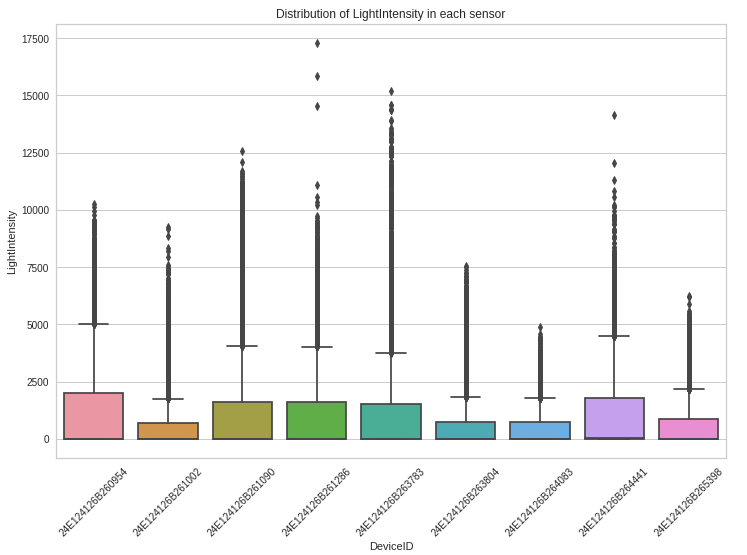 Distribution of LightIntensity in each sensor
17500
15000
12500
10000
7500
5000
2500
0
LightIntensity
24E124126B260954
24E124126B261002
24E124126B261090
24E124126B261286
24E124126B263783
24E124126B263804
24E124126B264083
24E124126B264441
24E124126B265398
DeviceID